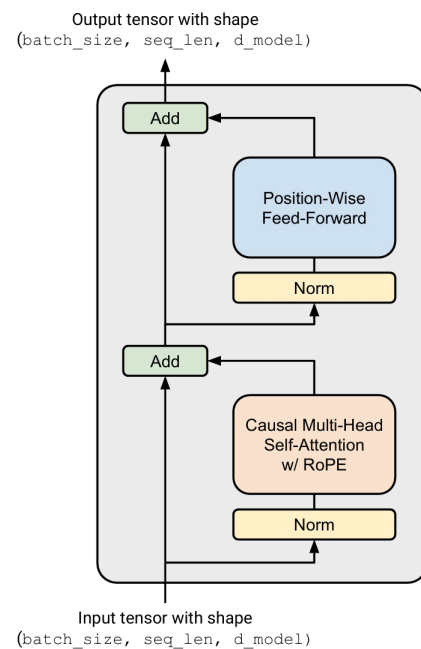 Output tensor with shape
(batch_size, seq_len, d_model)
Add
Position-Wise
Feed-Forward
Norm
Add
Causal Multi-Head
Self-Attention
w/ RoPE
Norm
Input tensor with shape
(batch_size, seq_len, d_model)